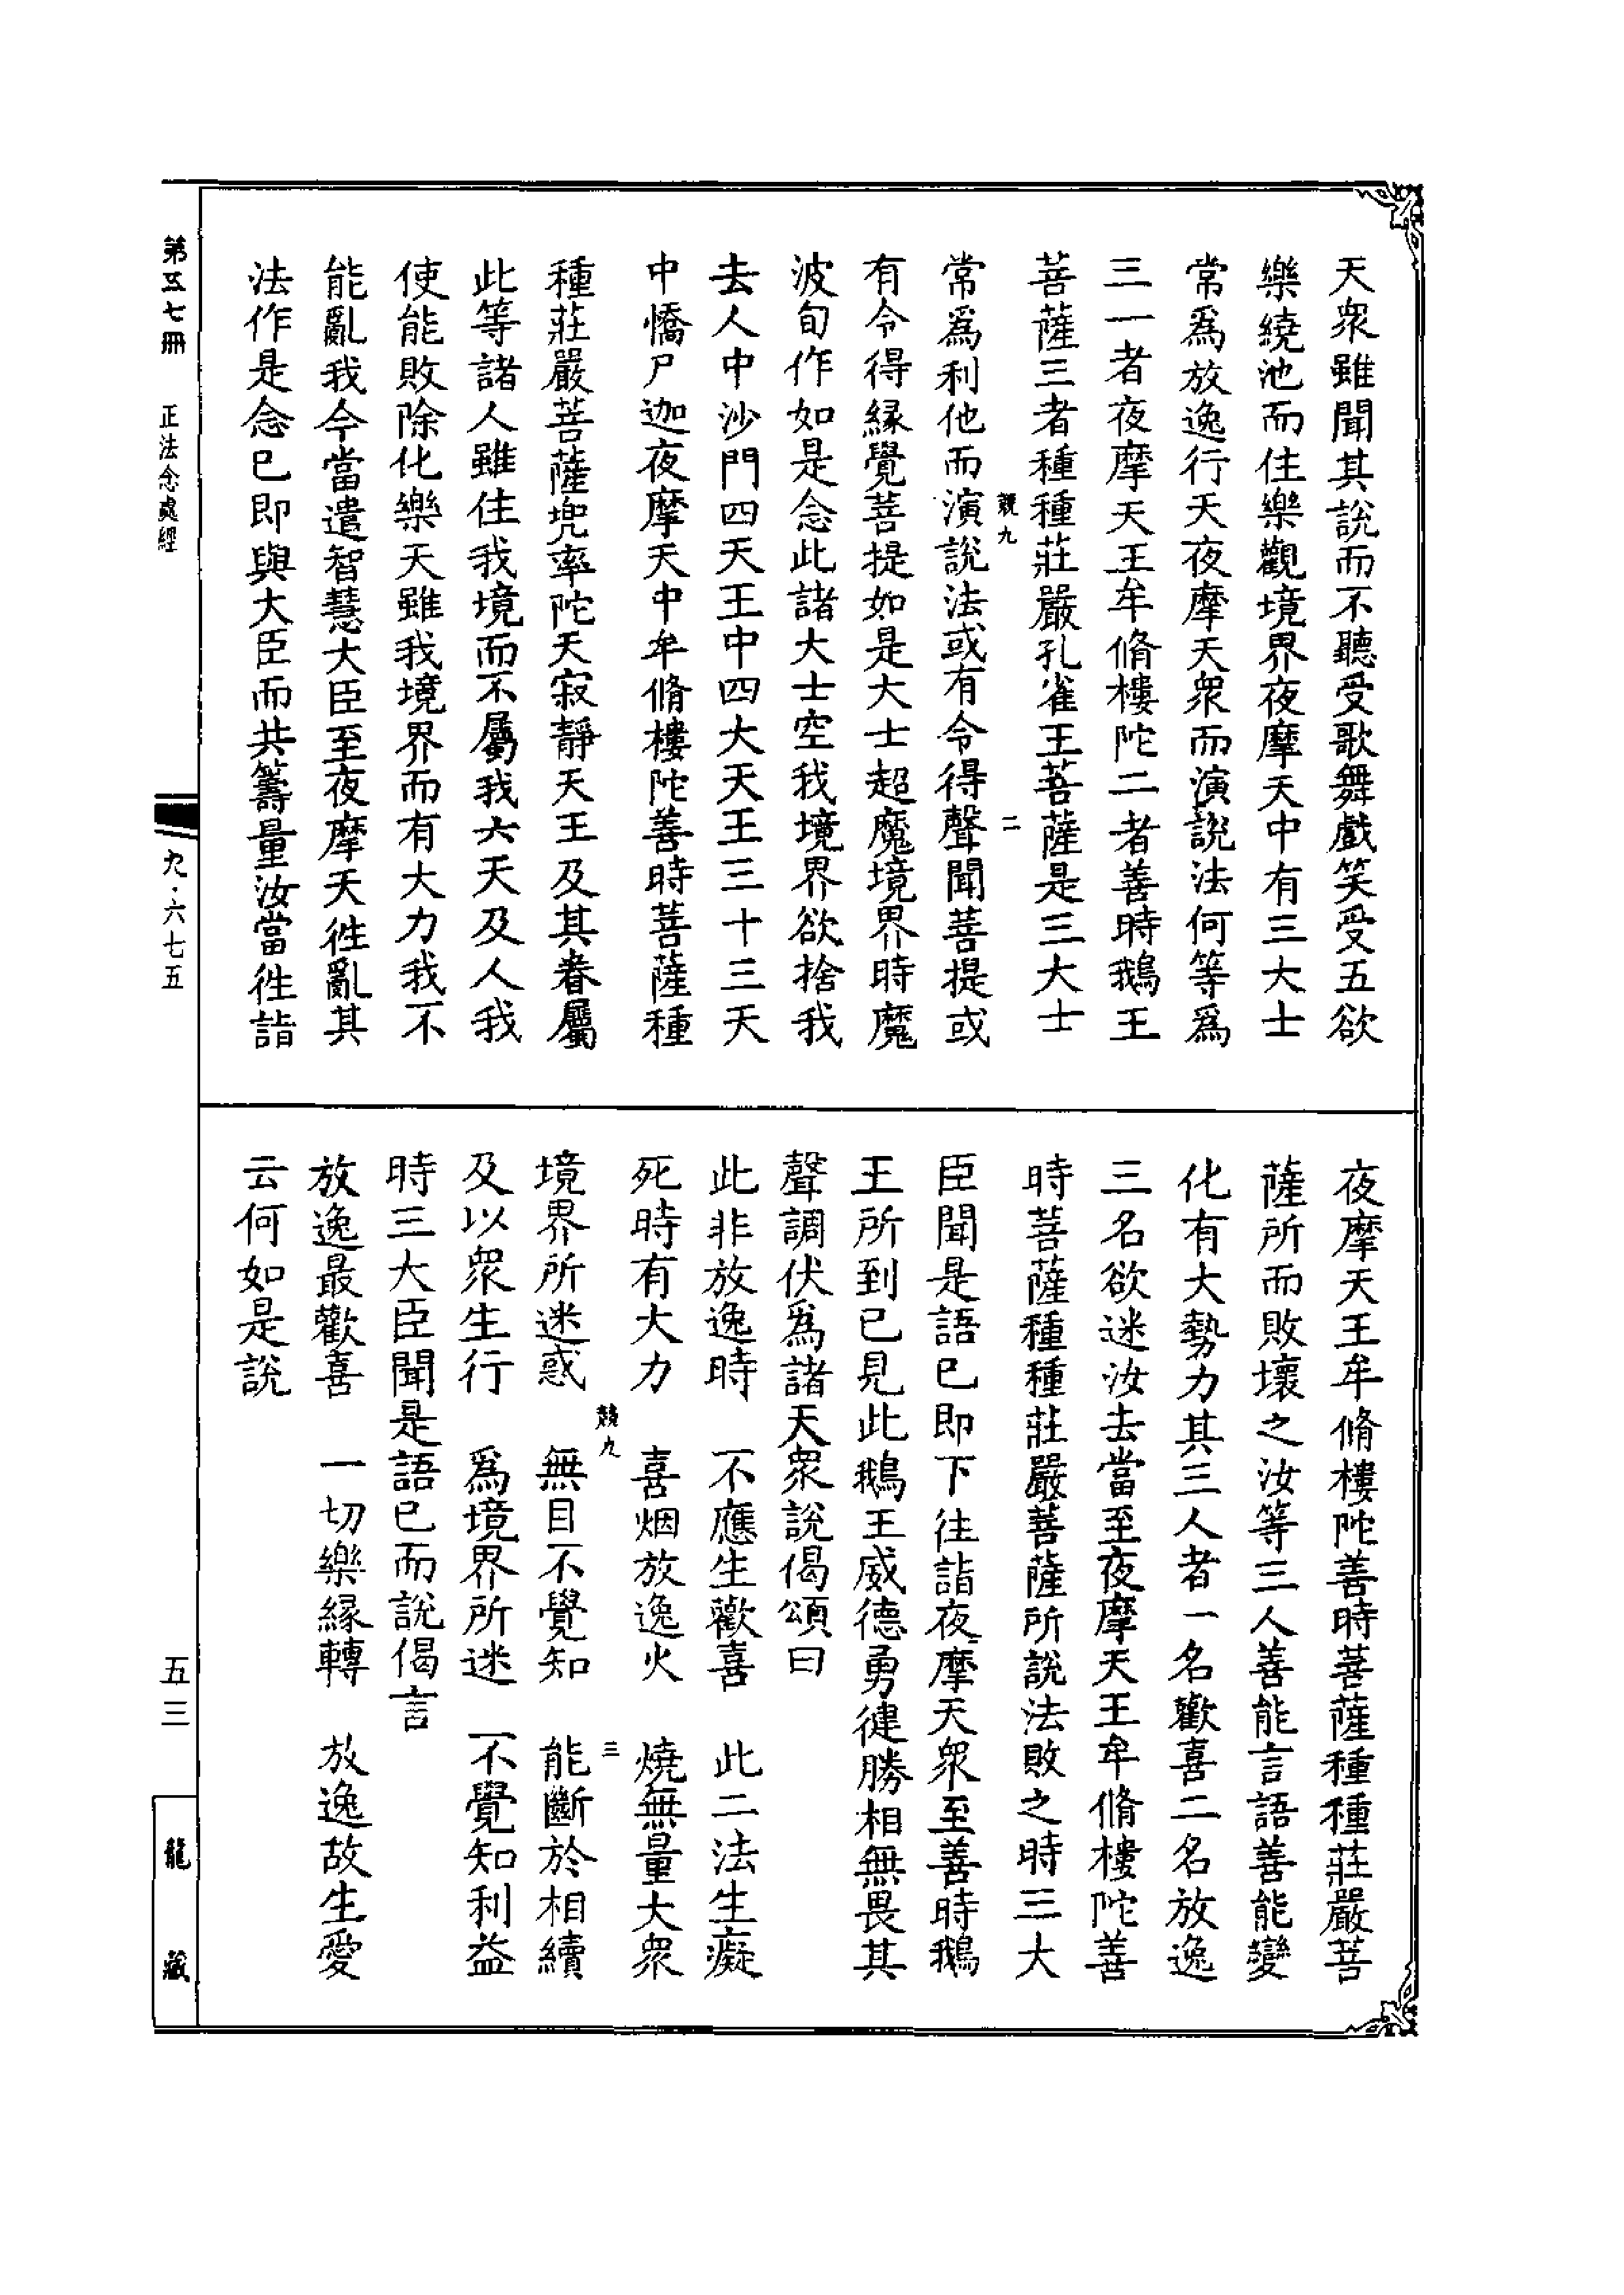 天衆雖聞其說而不聽受歌舞戲笑受五欲
樂繞池而住樂觀境界夜摩天中有三大士
常爲放逸行天夜摩天衆而演說法何等爲
三一者夜摩天王牟脩樓陀二者善時鵝王
菩薩三者種種莊嚴孔雀王菩薩是三大士
競九
二
常爲利他而演說法或有令得聲聞菩提或
有令得縁覺菩提如是大士超魔境界時魔
波旬作如是念此諸大士空我境界欲捨我
去人中沙門四天王中四大天王三十三天
中憍尸迦夜摩天中牟脩樓陀善時菩薩種
種莊嚴菩薩兜率陀天寂靜天王及其眷屬
此等諸人雖住我境而不屬我六天及人我
使能敗除化樂天雖我境界而有大力我不
能亂我今當遣智慧大臣至夜摩天徃亂其
法作是念已即與大臣而共籌量汝當徃詣
夜摩天王牟脩樓陀善時菩薩種種莊嚴菩
薩所而敗壞之汝等三人善能言語善能變
化有大勢力其三人者一名歡喜二名放逸
三名欲迷汝去當至夜摩天王牟脩樓陀善
時菩薩種種莊嚴菩薩所說法敗之時三大
臣聞是語已即下往詣夜摩天衆至善時鵝
王所到已見此鵝王威德勇健勝相無畏其
聲調伏爲諸天衆說偈頌曰
此非放逸時　不應生歡喜　此二法生癡
死時有大力　喜烟放逸火　燒無量大衆
競九
三
境界所迷惑　無目不覺知　能斷於相續
及以衆生行　爲境界所迷　不覺知利益
時三大臣聞是語已而說偈言
放逸最歡喜　一切樂縁轉　放逸故生愛
云何如是說
第五七冊　正法念處經
九·六七五
五三
龍藏